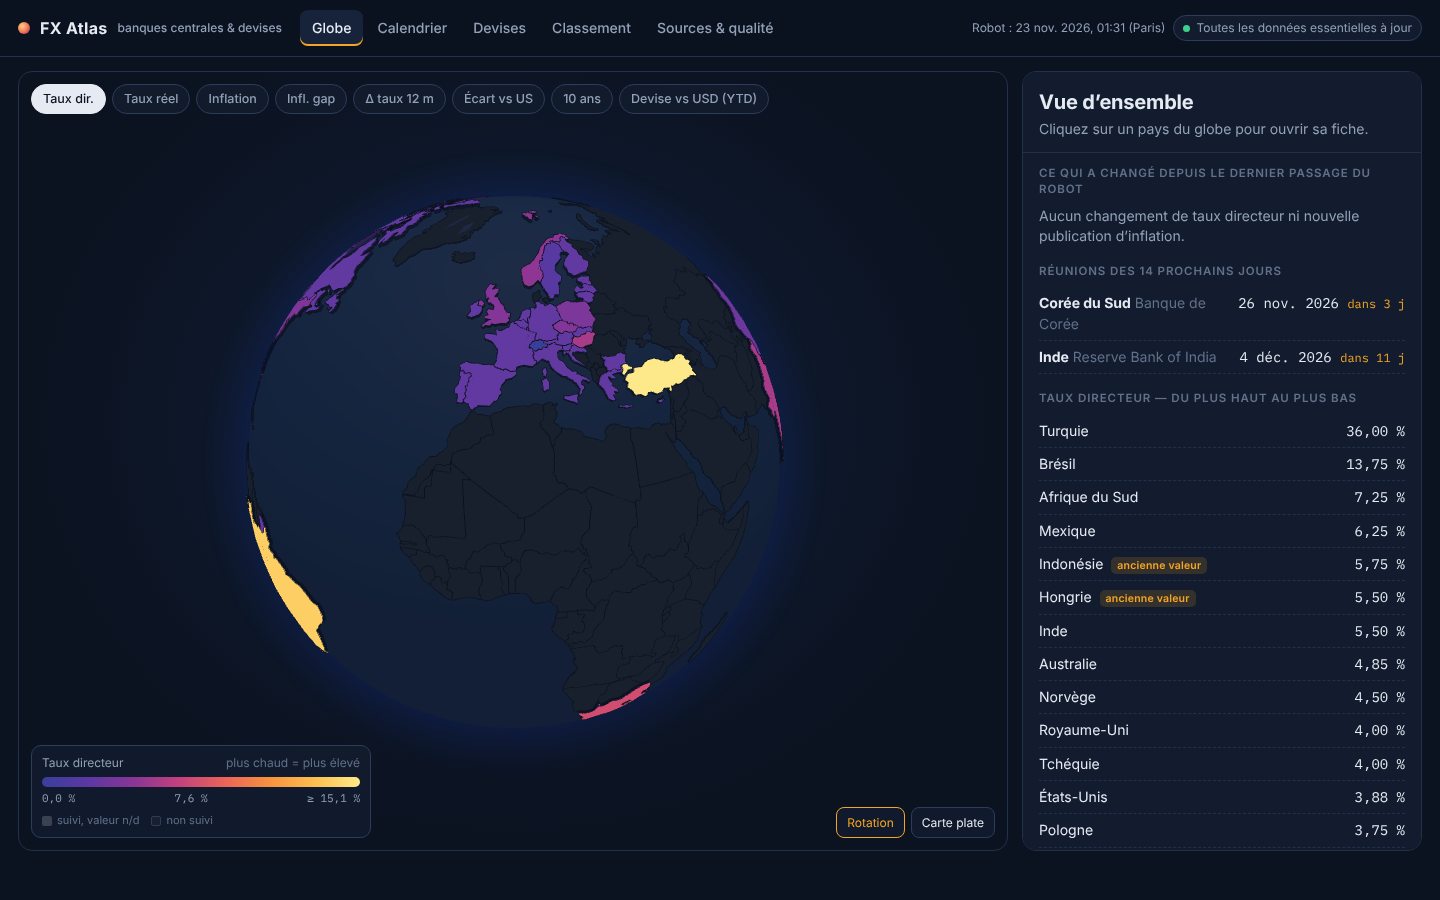 FX Atlas banques centrales & devises Globe Calendrier Devises Classement Sources & qualité Robot : 23 nov. 2026, 01:31 (Paris) Toutes les données essentielles à jour
Taux dir. Taux réel Inflation Infl. gap Δ taux 12 m Écart vs US 10 ans Devise vs USD (YTD)
Taux directeur plus chaud = plus élevé
0,0 % 7,6 % ≥ 15,1 %
suivi, valeur n/d non suivi
Rotation Carte plate
Vue d’ensemble
Cliquez sur un pays du globe pour ouvrir sa fiche.
CE QUI A CHANGÉ DEPUIS LE DERNIER PASSAGE DU
ROBOT
Aucun changement de taux directeur ni nouvelle
publication d’inflation.
RÉUNIONS DES 14 PROCHAINS JOURS
Corée du Sud Banque de 26 nov. 2026 dans 3 j
Corée
Inde Reserve Bank of India 4 déc. 2026 dans 11 j
TAUX DIRECTEUR — DU PLUS HAUT AU PLUS BAS
Turquie 36,00 %
Brésil 13,75 %
Afrique du Sud 7,25 %
Mexique 6,25 %
Indonésie ancienne valeur 5,75 %
Hongrie ancienne valeur 5,50 %
Inde 5,50 %
Australie 4,85 %
Norvège 4,50 %
Royaume-Uni 4,00 %
Tchéquie 4,00 %
États-Unis 3,88 %
Pologne 3,75 %